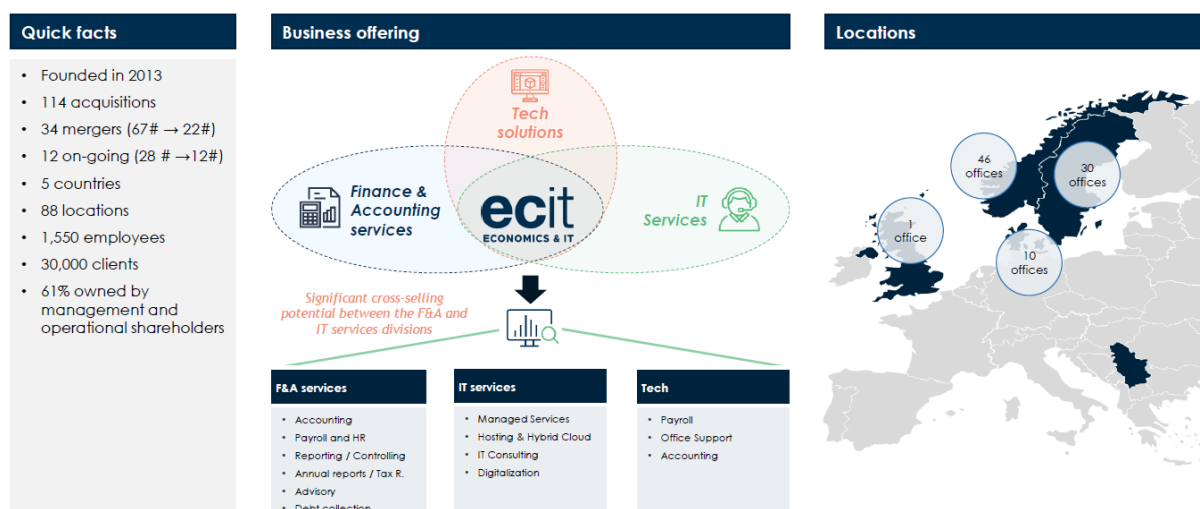 Quick facts
• Founded in 2013
• 114 acquisitions
• 34 mergers (67# → 22#)
• 12 on-going (28 # →12#)
• 5 countries
• 88 locations
• 1,550 employees
• 30,000 clients
• 61% owned by
management and
operational shareholders
Business offering
Tech
solutions
Finance &
Accounting
services
ecit
ECONOMICS & IT
IT
Services
Significant cross-selling
potential between the F&A and
IT services divisions
F&A services
• Accounting
• Payroll and HR
• Reporting / Controlling
• Annual reports / Tax R.
• Advisory
• Debt collection
IT services
• Managed Services
• Hosting & Hybrid Cloud
• IT Consulting
• Digitalization
Tech
• Payroll
• Office Support
• Accounting
Locations
46
offices
30
offices
1
office
10
offices